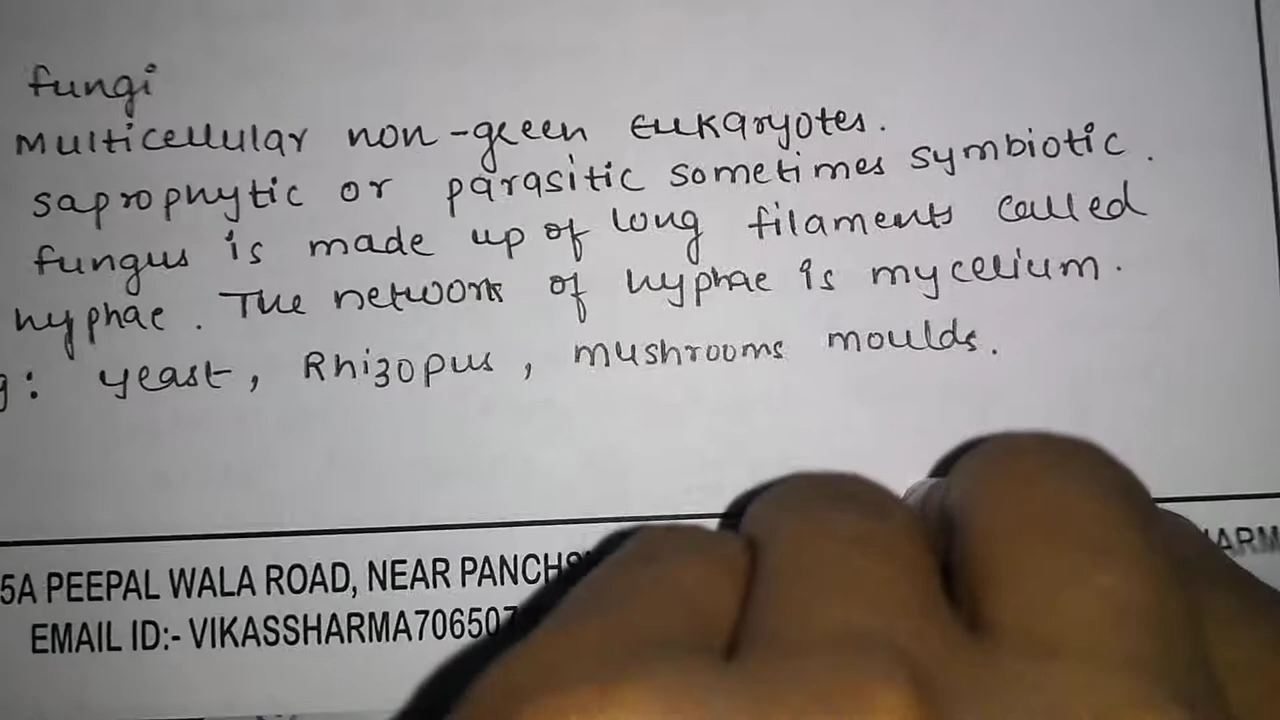 fungi
Multicellular non-green Eukaryotes.
saprophytic or parasitic sometimes symbiotic.
fungus is made up of long filaments called
hyphae. The network of hyphae is mycelium.
g: yeast, Rhizopus, mushrooms moulds.
5A PEEPAL WALA ROAD, NEAR
EMAIL ID:- VIKASSHARMA70650